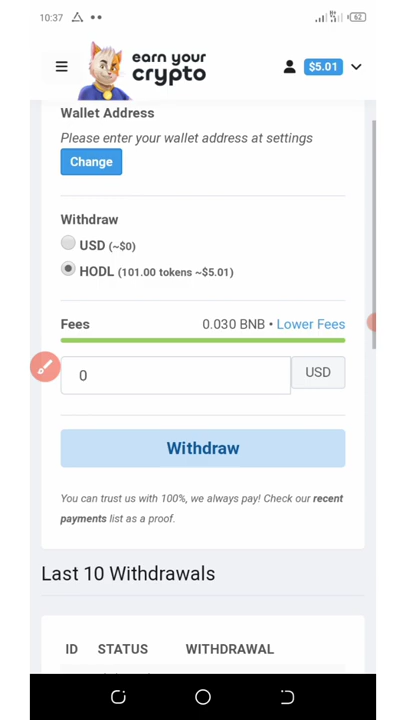 10:37
62
earn your
crypto
$5.01
Wallet Address
Please enter your wallet address at settings
Change
Withdraw
USD (~$0)
HODL (101.00 tokens ~$5.01)
Fees 0.030 BNB • Lower Fees
0 USD
Withdraw
You can trust us with 100%, we always pay! Check our recent
payments list as a proof.
Last 10 Withdrawals
ID STATUS WITHDRAWAL